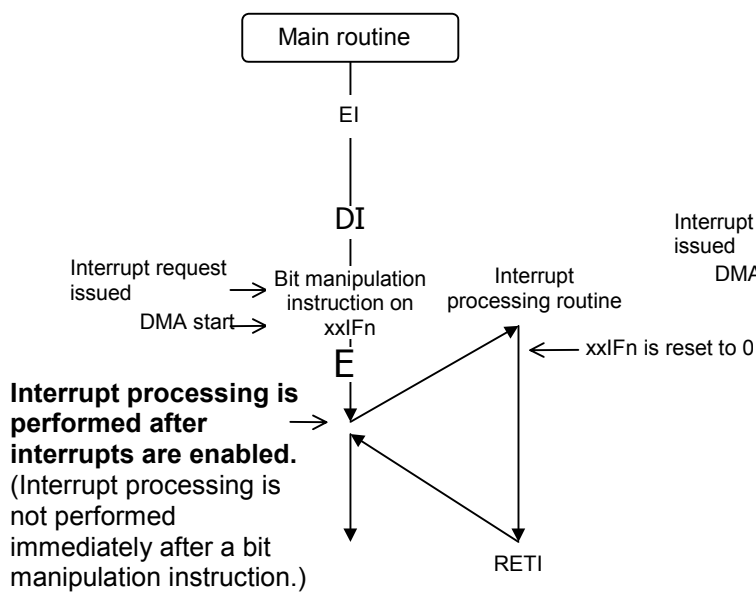 Main routine
EI
DI
Interrupt request
issued
DMA start
Bit manipulation
instruction on
xxIFn
E
Interrupt
processing routine
xxIFn is reset to 0
Interrupt processing is
performed after
interrupts are enabled.
(Interrupt processing is
not performed
immediately after a bit
manipulation instruction.)
RETI
Interrupt
issued
DMA